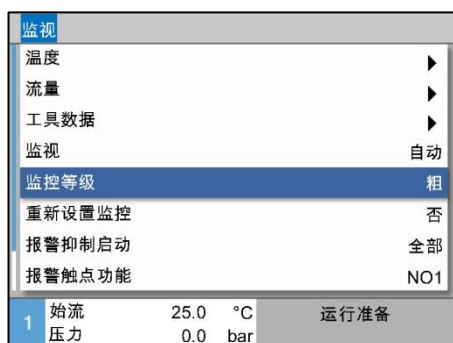 监视
温度
流量
工具数据
监视 自动
监控等级 粗
重新设置监控 否
报警抑制启动 全部
报警触点功能 NO1
1 始流 25.0 °C 运行准备
压力 0.0 bar